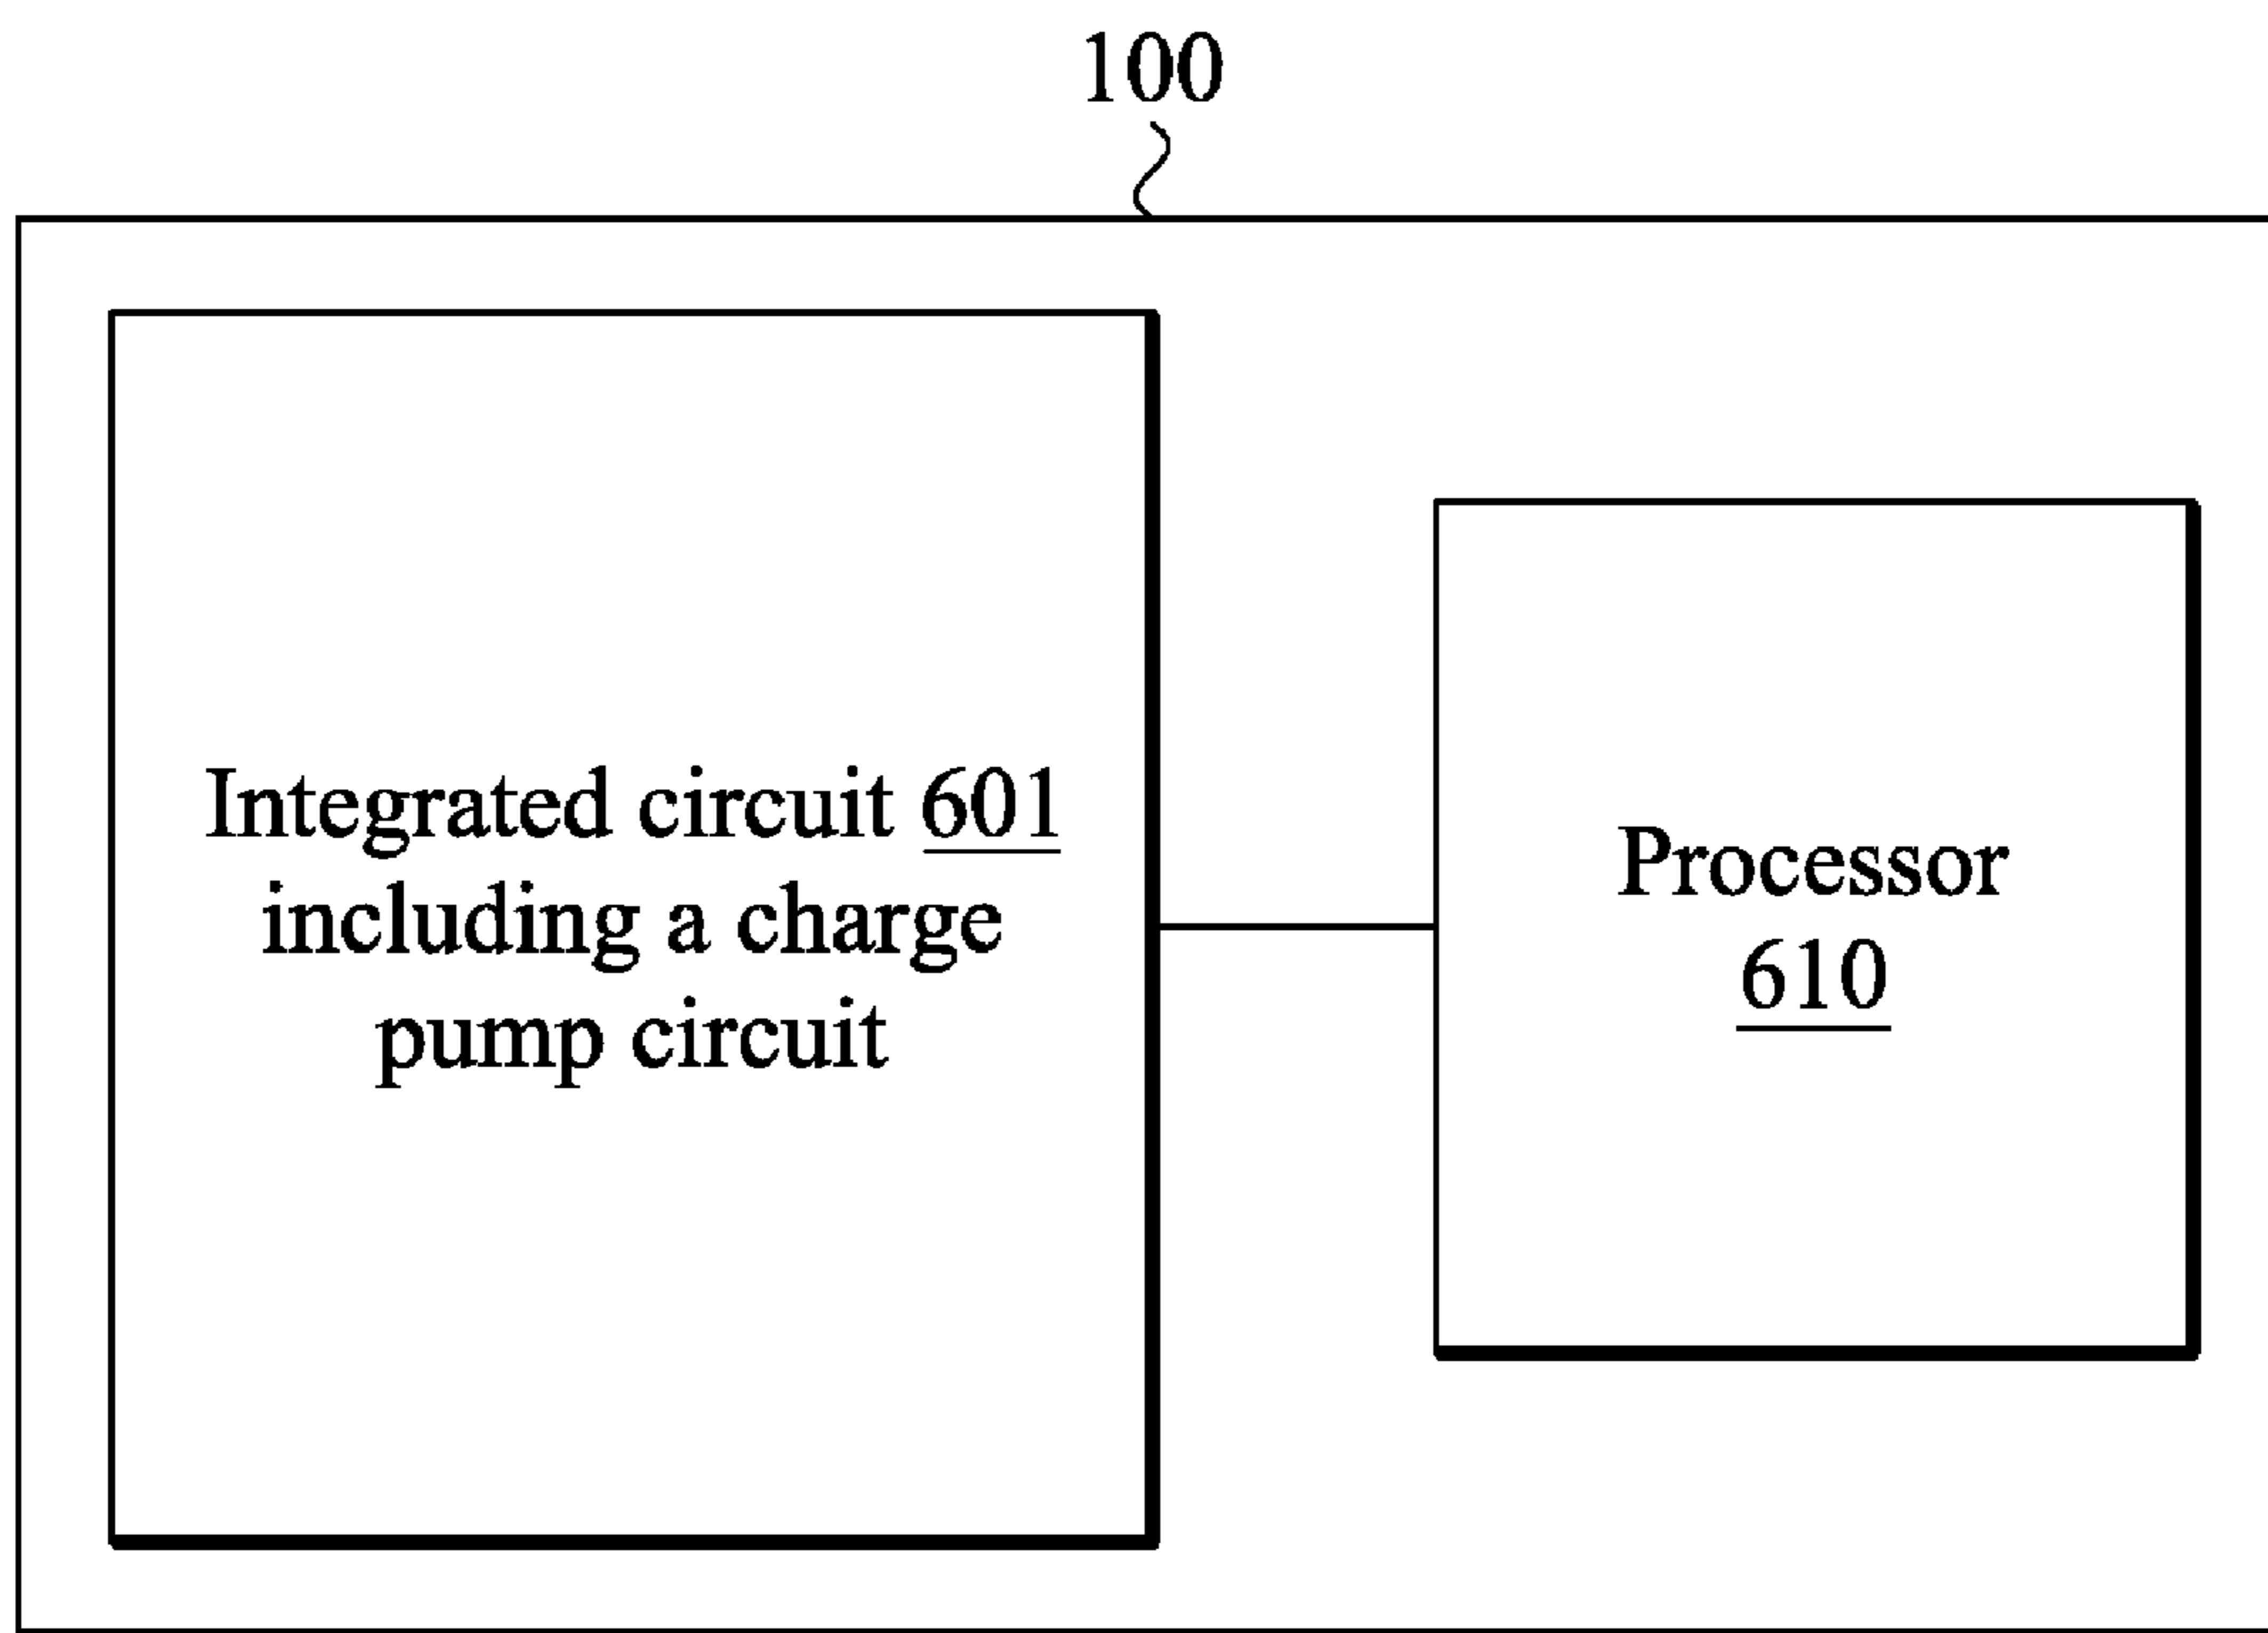 100
Integrated circuit 601
including a charge
pump circuit
Processor
610